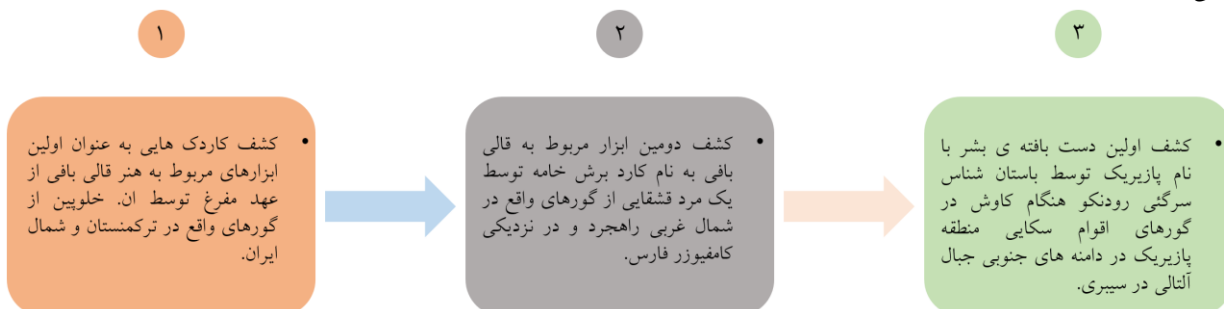 ۱
• کشف کاردک هایی به عنوان اولین
ابزارهای مربوط به هنر قالی بافی از
عهد مفرغ توسط ان. خلوپین از
گورهای واقع در ترکمنستان و شمال
ایران.
۲
• کشف دومین ابزار مربوط به قالی
بافی به نام کارد برش خامه توسط
یک مرد قشقایی از گورهای واقع در
شمال غربی راهجرد و در نزدیکی
کامفیوزر فارس.
۳
• کشف اولین دست بافته ی بشر با
نام پازیریک توسط باستان شناس
سرگئی رودنکو هنگام کاوش در
گورهای اقوام سکایی منطقه
پازیریک در دامنه های جنوبی جبال
آلتالی در سیبری.